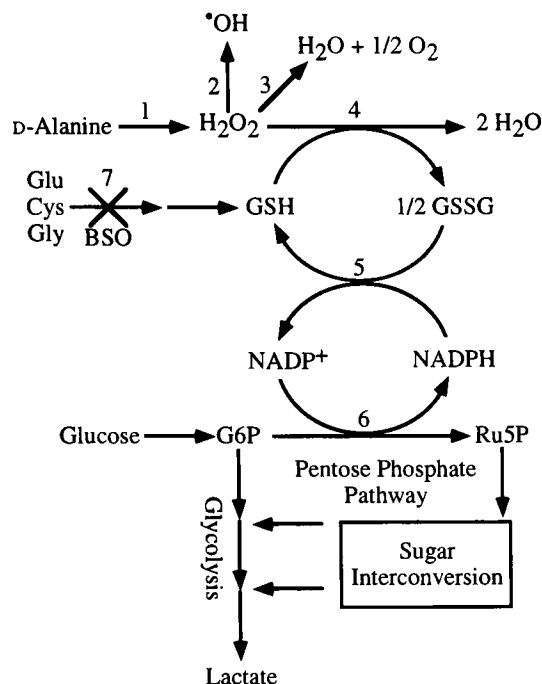 •OH
H₂O + 1/2 O₂
2
3
1
4
D-Alanine
H₂O₂
2 H₂O
Glu
7
Cys
GSH
1/2 GSSG
Gly
BSO
5
NADP⁺
NADPH
6
Glucose
G6P
Ru5P
Pentose Phosphate
Pathway
Glycolysis
Sugar
Interconversion
Lactate